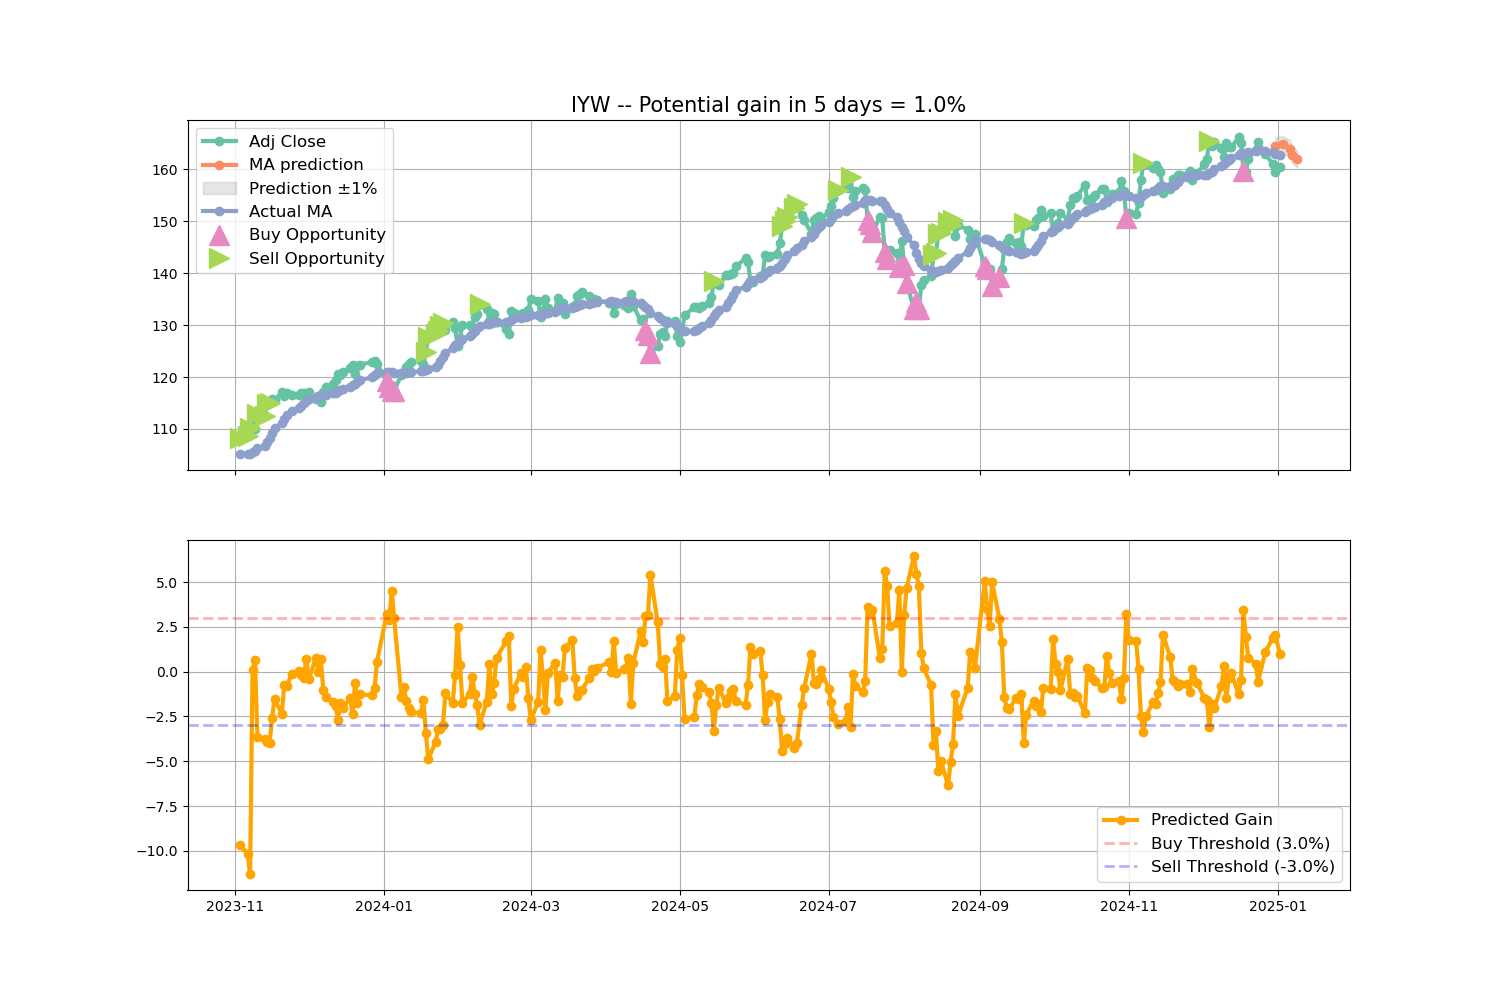 IYW -- Potential gain in 5 days = 1.0%
Adj Close
MA prediction
Prediction ±1%
Actual MA
Buy Opportunity
Sell Opportunity
160
150
140
130
120
110
5.0
2.5
0.0
−2.5
−5.0
−7.5
−10.0
Predicted Gain
Buy Threshold (3.0%)
Sell Threshold (-3.0%)
2023-11 2024-01 2024-03 2024-05 2024-07 2024-09 2024-11 2025-01